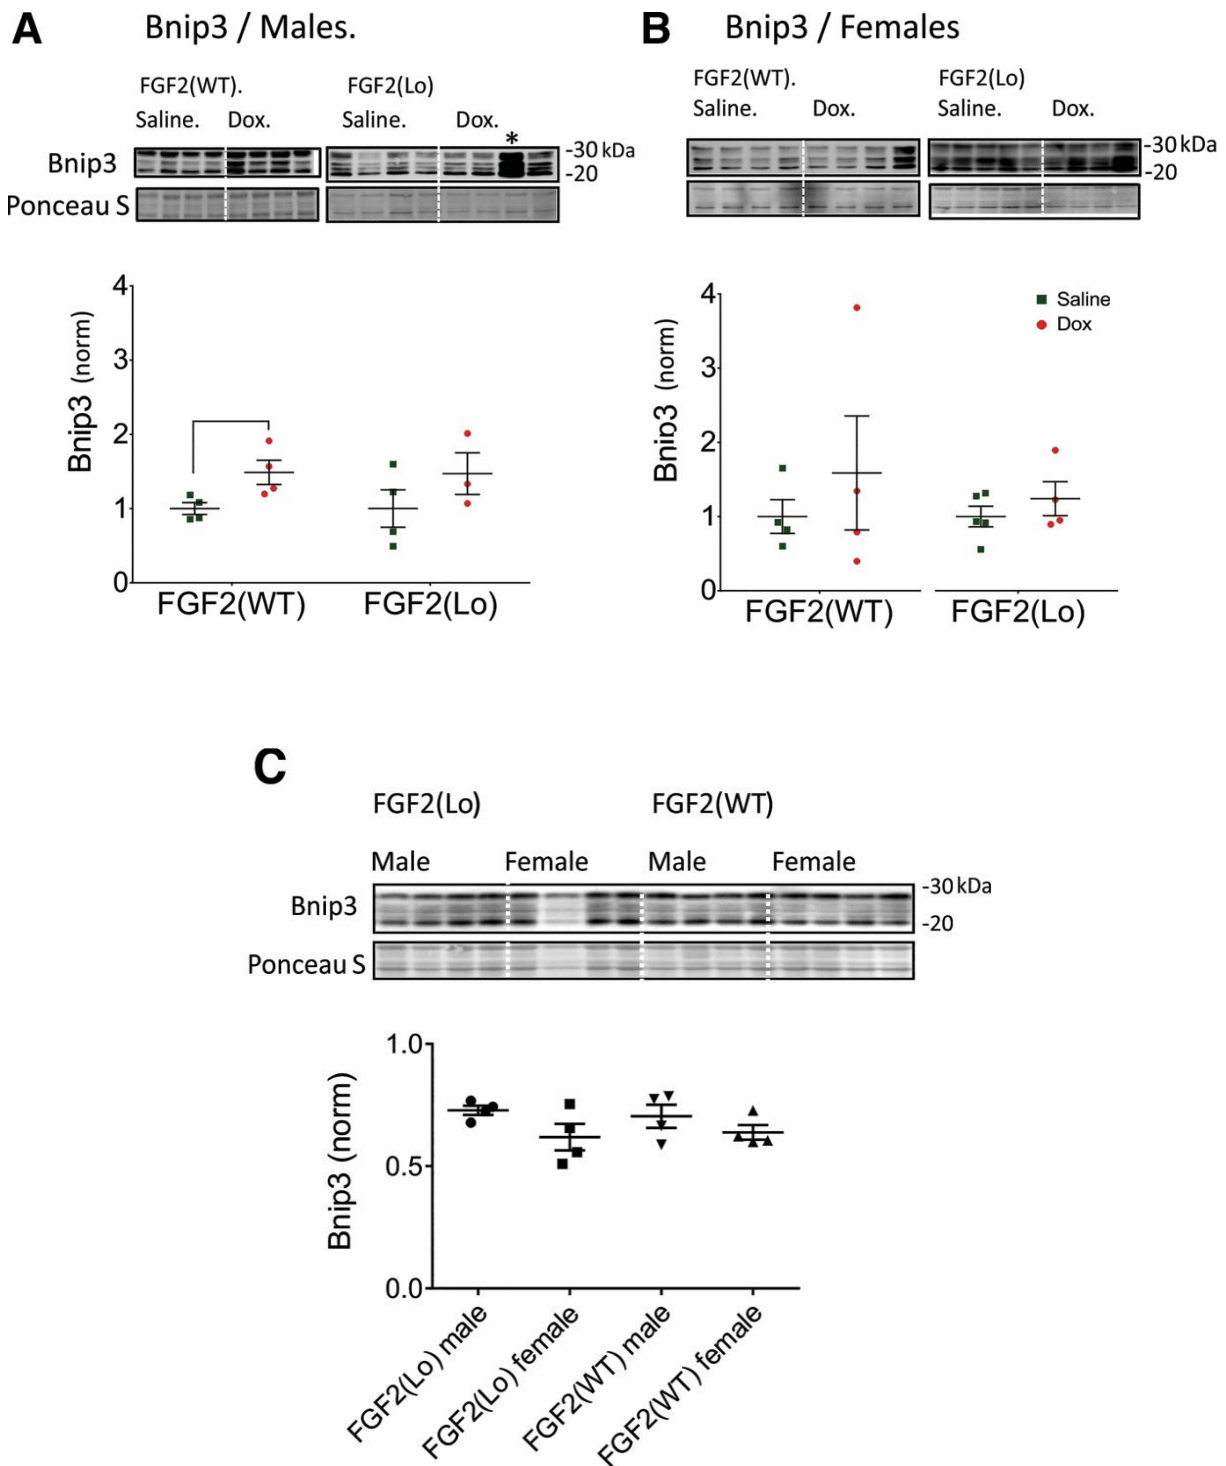 A Bnip3 / Males.
FGF2(WT). FGF2(Lo)
Saline. Dox. Saline. Dox.
*
Bnip3 -30 kDa
-20
Ponceau S
4
3
2
1
0
Bnip3 (norm)
FGF2(WT) FGF2(Lo)
B Bnip3 / Females
FGF2(WT). FGF2(Lo)
Saline. Dox. Saline. Dox.
-30 kDa
-20
4
3
2
1
0
Bnip3 (norm)
Saline
Dox
FGF2(WT) FGF2(Lo)
C
FGF2(Lo) FGF2(WT)
Male Female Male Female
Bnip3 -30 kDa
-20
Ponceau S
1.0
0.5
0.0
Bnip3 (norm)
FGF2(Lo) male
FGF2(Lo) female
FGF2(WT) male
FGF2(WT) female